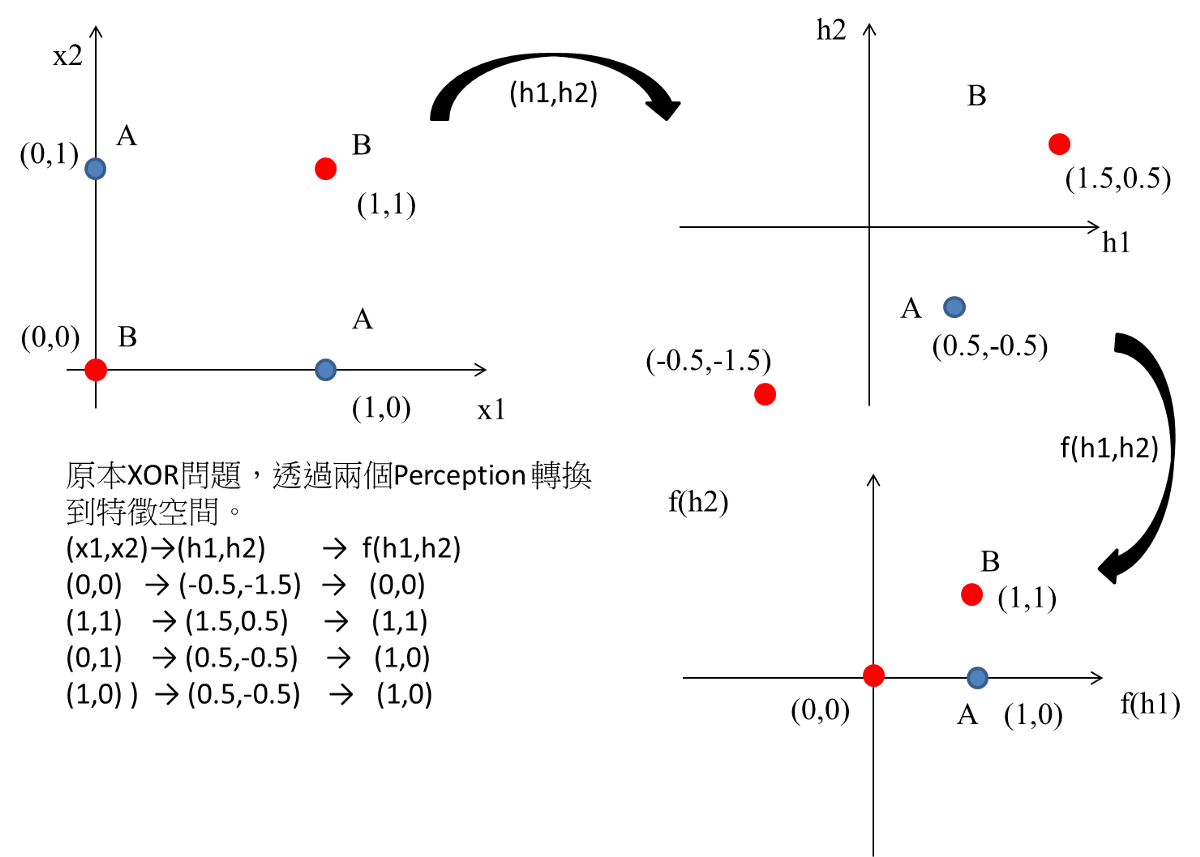 x2
A
(0,1)
B
(1,1)
(0,0)
B
A
(1,0)
x1
(h1,h2)
h2
B
(1.5,0.5)
h1
A
(0.5,-0.5)
(-0.5,-1.5)
f(h1,h2)
f(h2)
B
(1,1)
(0,0)
A
(1,0)
f(h1)
原本XOR問題，透過兩個Perception 轉換
到特徵空間。
(x1,x2)→(h1,h2) → f(h1,h2)
(0,0) → (-0.5,-1.5) → (0,0)
(1,1) → (1.5,0.5) → (1,1)
(0,1) → (0.5,-0.5) → (1,0)
(1,0) ) → (0.5,-0.5) → (1,0)